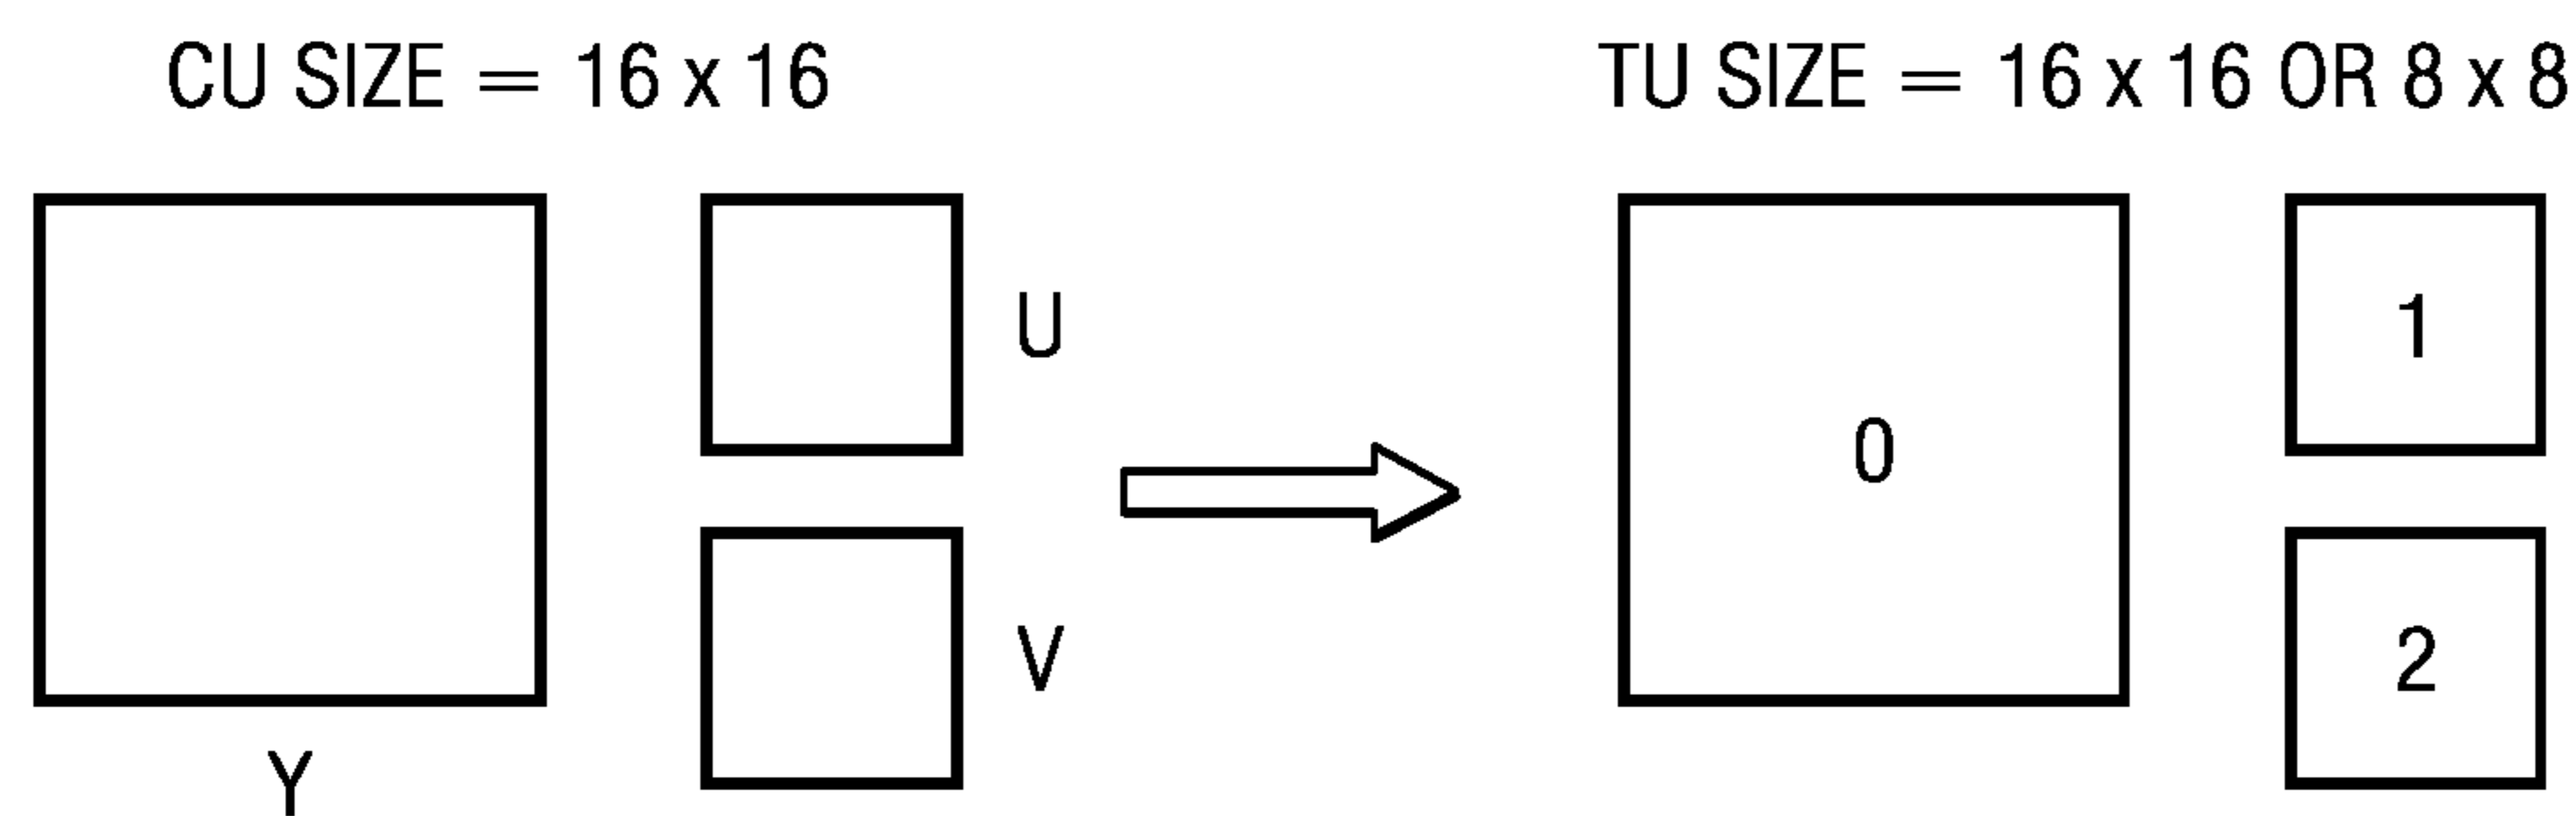 CU SIZE = 16 x 16
TU SIZE = 16 x 16 OR 8 x 8
U
V
Y
0
1
2